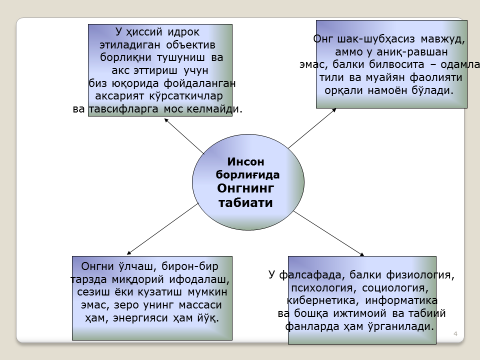 У ҳиссий идрок
этиладиган объектив
борлиқни тушуниш ва
акс эттириш учун
биз юқорида фойдаланган
аксарият кўрсаткичлар
ва тавсифларга мос келмайди.
Онг шак-шубҳасиз мавжуд,
аммо у аниқ-равшан
эмас, балки билвосита – одамла
тили ва муайян фаолияти
орқали намоён бўлади.
Инсон
борлиғида
Онгнинг
табиати
Онгни ўлчаш, бирон-бир
тарзда миқдорий ифодалаш,
сезиш ёки кузатиш мумкин
эмас, зеро унинг массаси
ҳам, энергияси ҳам йўқ.
У фалсафада, балки физиология,
психология, социология,
кибернетика, информатика
ва бошқа ижтимоий ва табиий
фанларда ҳам ўрганилади.
4